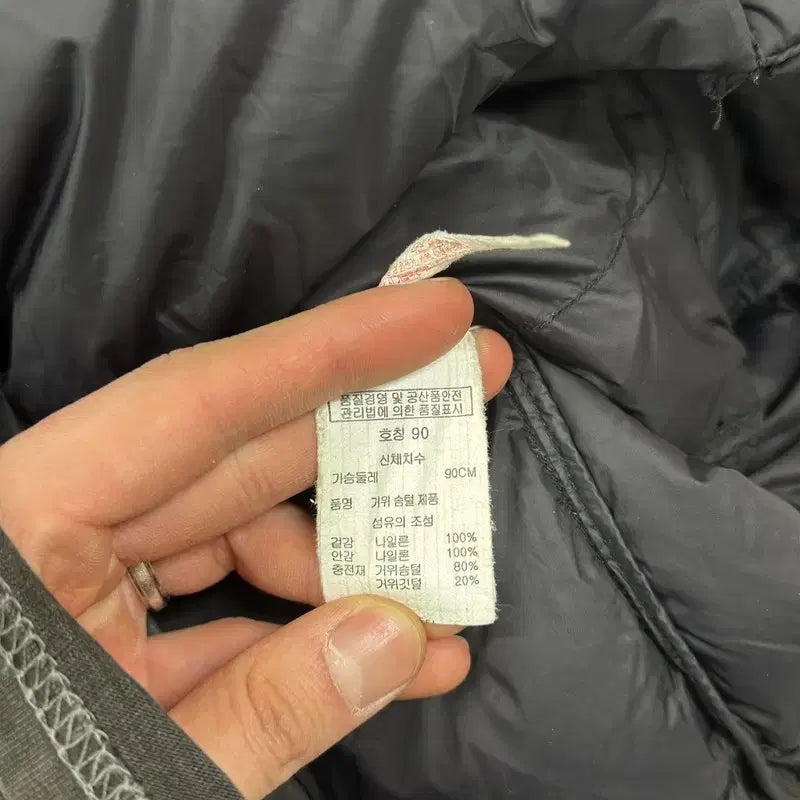 품질경영 및 공산품안전
관리법에 의한 품질표시
호칭 90
신체치수
가슴둘레 90CM
품명 거위 솜털 제품
섬유의 조성
겉감 나일론 100%
안감 나일론 100%
충전재 거위솜털 80%
거위깃털 20%